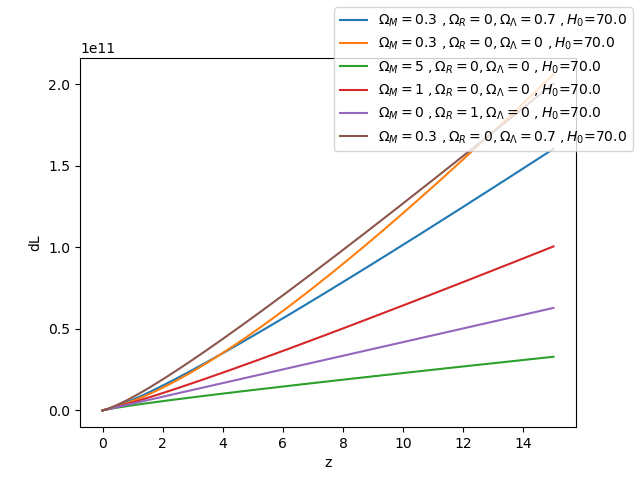 Ω_M = 0.3 , Ω_R = 0, Ω_Λ = 0.7 , H_0=70.0
Ω_M = 0.3 , Ω_R = 0, Ω_Λ = 0 , H_0=70.0
Ω_M = 5 , Ω_R = 0, Ω_Λ = 0 , H_0=70.0
Ω_M = 1 , Ω_R = 0, Ω_Λ = 0 , H_0=70.0
Ω_M = 0 , Ω_R = 1, Ω_Λ = 0 , H_0=70.0
Ω_M = 0.3 , Ω_R = 0, Ω_Λ = 0.7 , H_0=70.0
1e11
2.0
1.5
1.0
0.5
0.0
dL
0 2 4 6 8 10 12 14
z